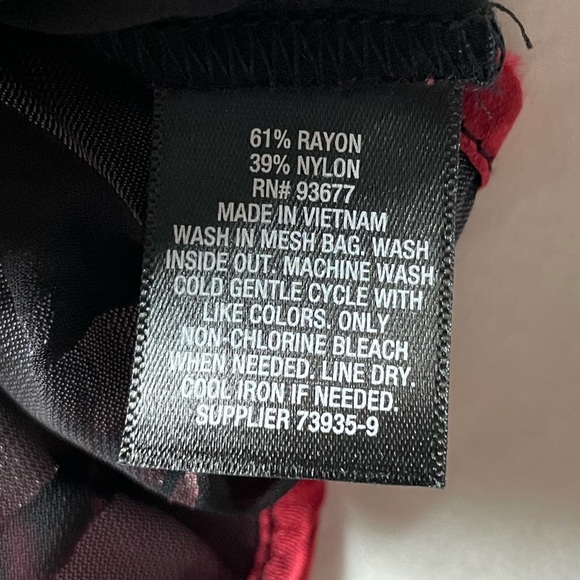 61% RAYON
39% NYLON
RN# 93677
MADE IN VIETNAM
WASH IN MESH BAG. WASH
INSIDE OUT. MACHINE WASH
COLD GENTLE CYCLE WITH
LIKE COLORS. ONLY
NON-CHLORINE BLEACH
WHEN NEEDED. LINE DRY.
COOL IRON IF NEEDED.
SUPPLIER 73935-9